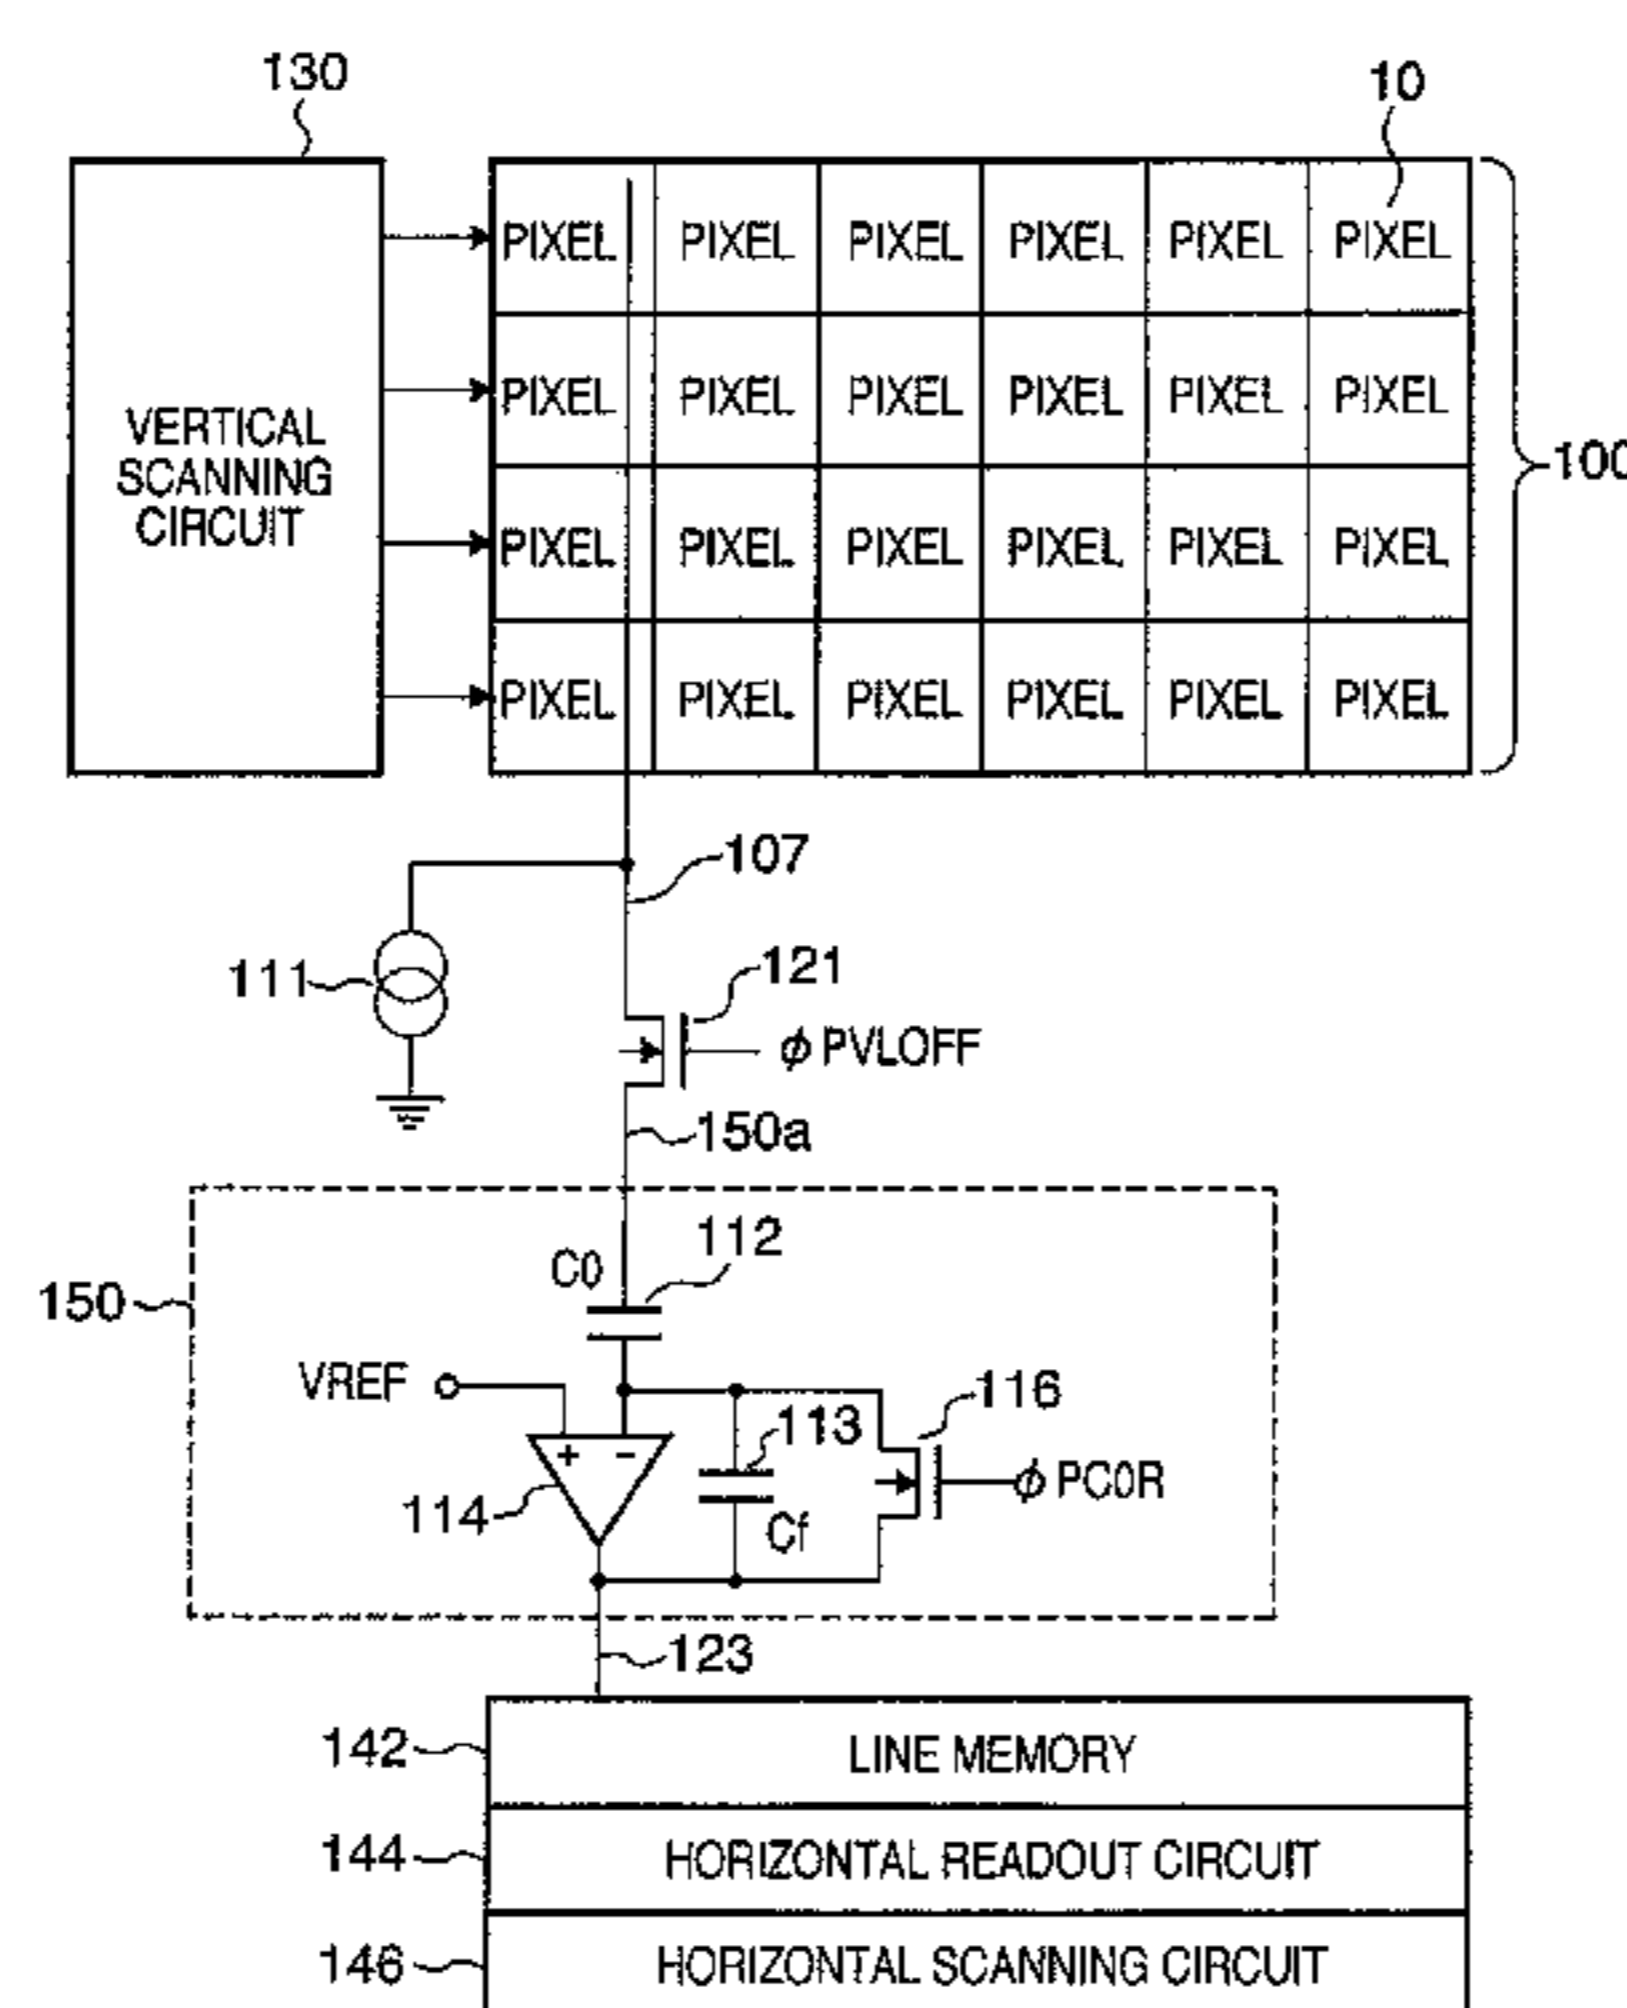 130
10
PIXEL PIXEL PIXEL PIXEL PIXEL PIXEL
PIXEL PIXEL PIXEL PIXEL PIXEL PIXEL
VERTICAL
SCANNING
CIRCUIT
100
PIXEL PIXEL PIXEL PIXEL PIXEL PIXEL
PIXEL PIXEL PIXEL PIXEL PIXEL PIXEL
107
111
121
ϕ PVLOFF
150a
112
C0
150
VREF
116
113
+ −
ϕ PC0R
114
Cf
123
142 LINE MEMORY
144 HORIZONTAL READOUT CIRCUIT
146 HORIZONTAL SCANNING CIRCUIT